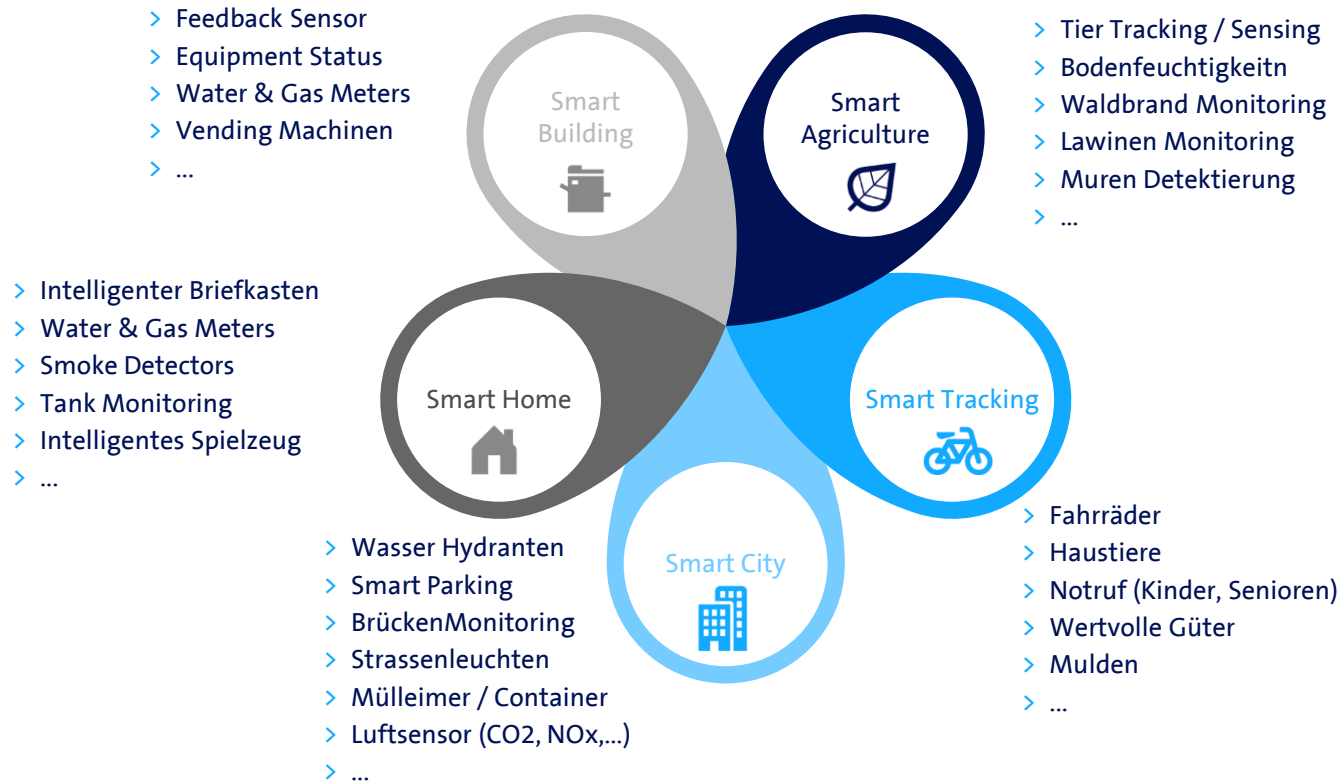 > Feedback Sensor
> Equipment Status
> Water & Gas Meters
> Vending Machinen
> ...
Smart
Building
Smart
Agriculture
> Tier Tracking / Sensing
> Bodenfeuchtigkeitn
> Waldbrand Monitoring
> Lawinen Monitoring
> Muren Detektierung
> ...
> Intelligenter Briefkasten
> Water & Gas Meters
> Smoke Detectors
> Tank Monitoring
> Intelligentes Spielzeug
> ...
Smart Home
Smart Tracking
> Wasser Hydranten
> Smart Parking
> BrückenMonitoring
> Strassenleuchten
> Mülleimer / Container
> Luftsensor (CO2, NOx,...)
> ...
Smart City
> Fahrräder
> Haustiere
> Notruf (Kinder, Senioren)
> Wertvolle Güter
> Mulden
> ...